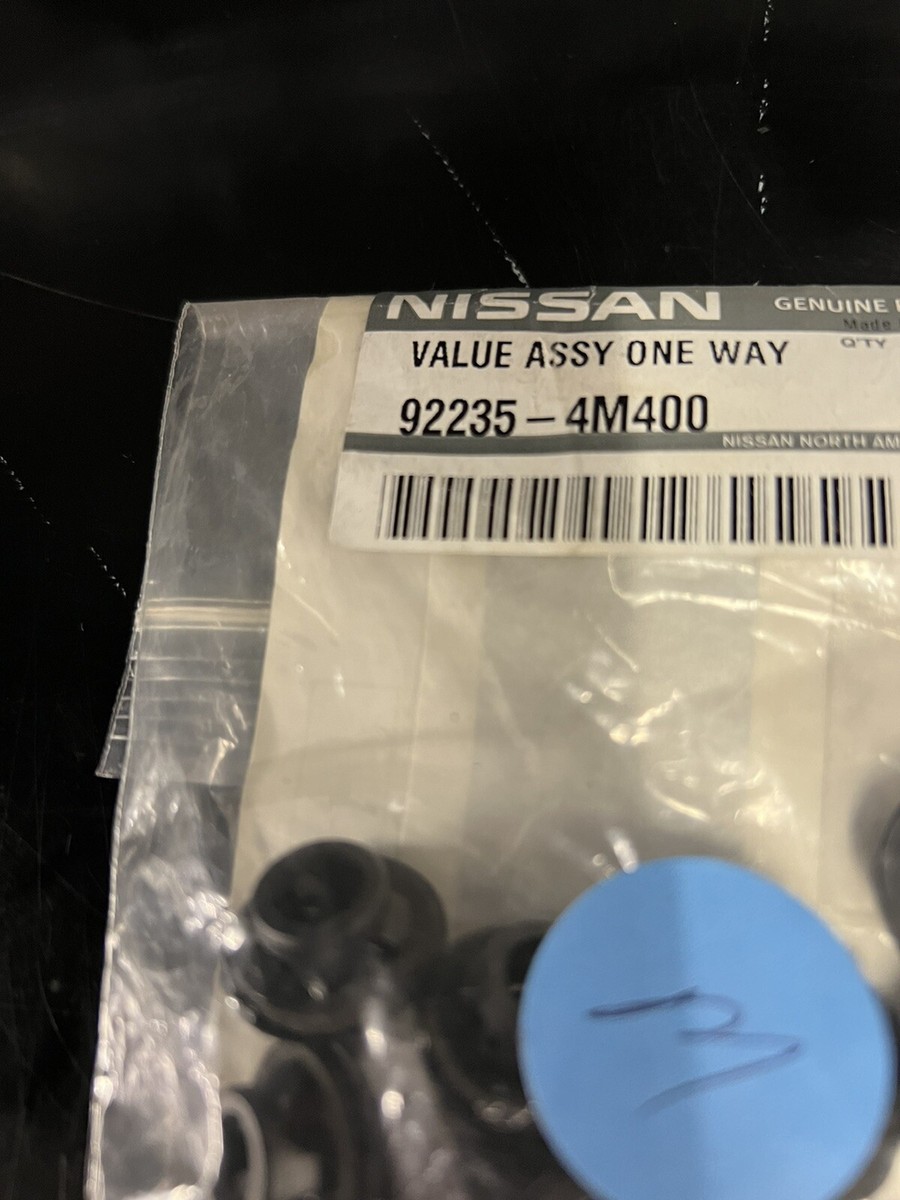 NISSAN GENUINE
Made
VALUE ASSY ONE WAY Q'TY
92235-4M400
NISSAN NORTH AM